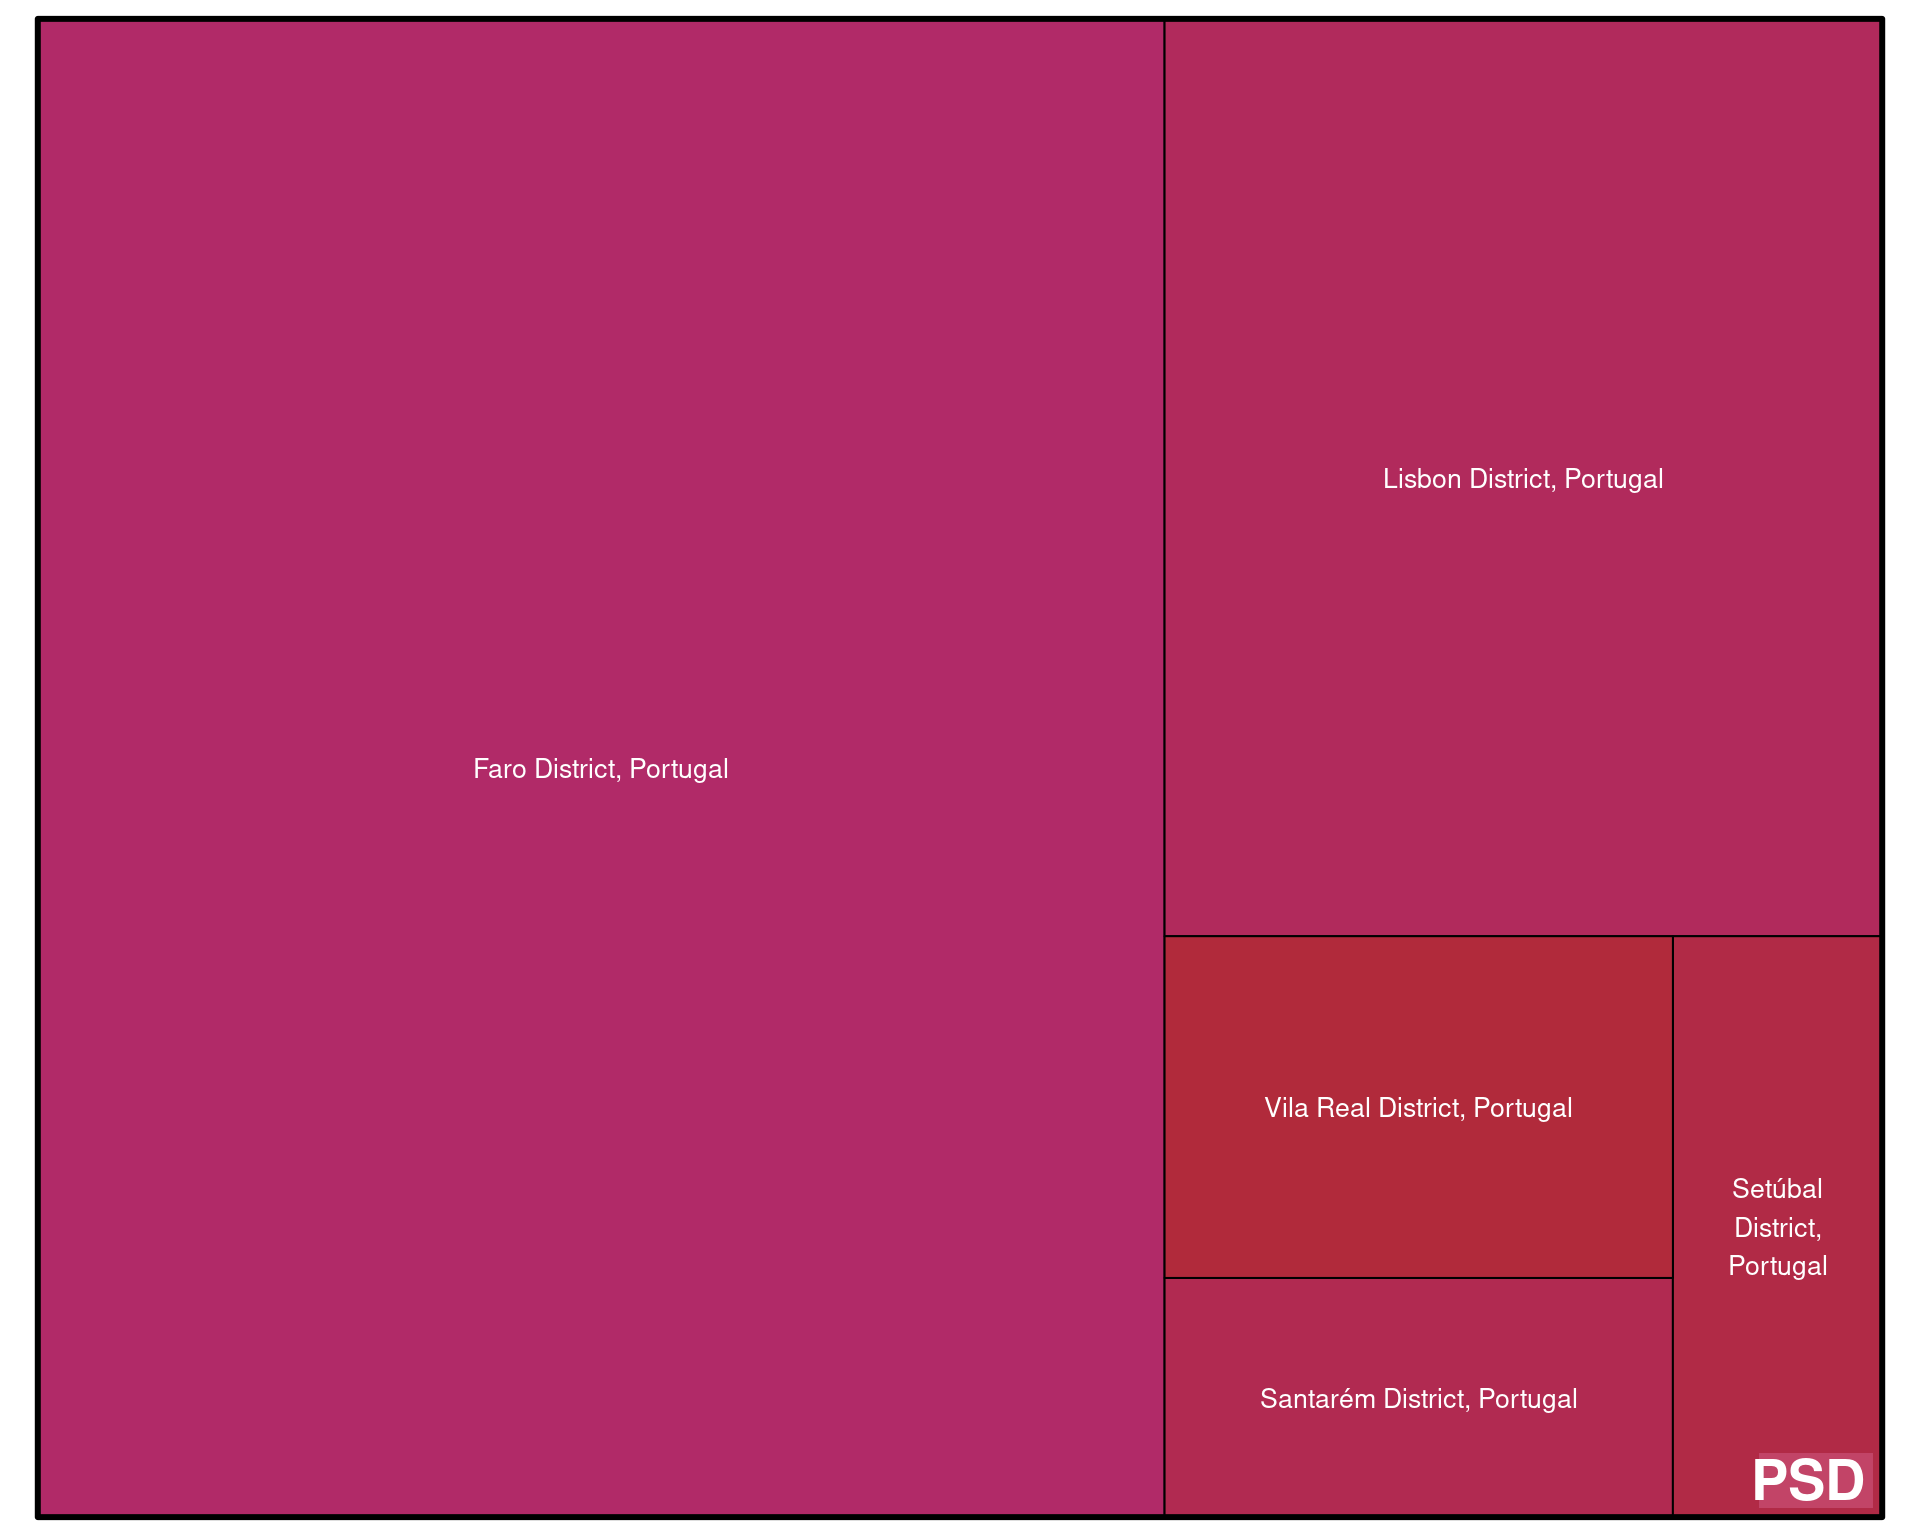 Faro District, Portugal
Lisbon District, Portugal
Vila Real District, Portugal
Santarém District, Portugal
Setúbal
District,
Portugal
PSD